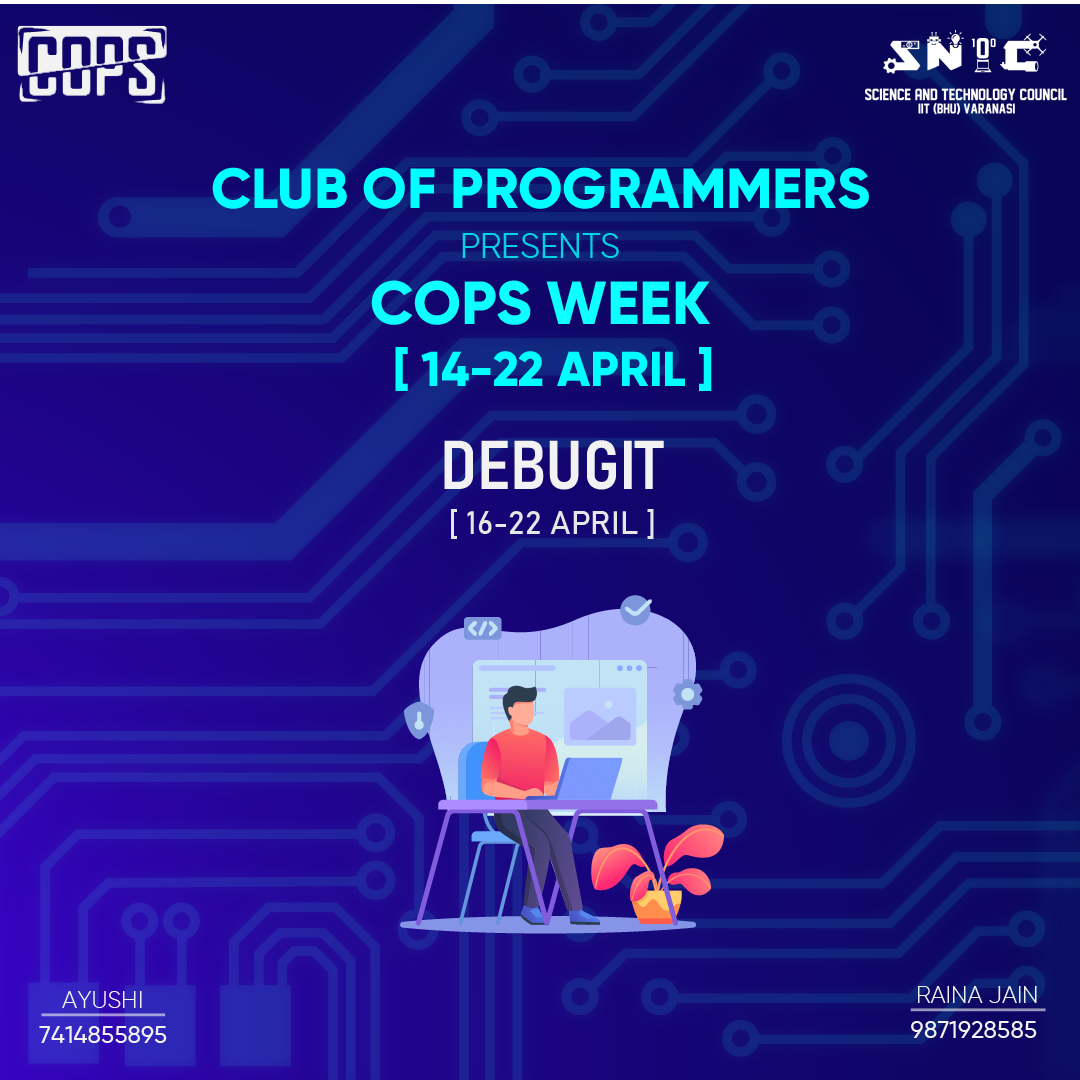 COPS
SNTC
SCIENCE AND TECHNOLOGY COUNCIL
IIT (BHU) VARANASI
CLUB OF PROGRAMMERS
PRESENTS
COPS WEEK
[ 14-22 APRIL ]
DEBUGIT
[ 16-22 APRIL ]
</>
AYUSHI
7414855895
RAINA JAIN
9871928585